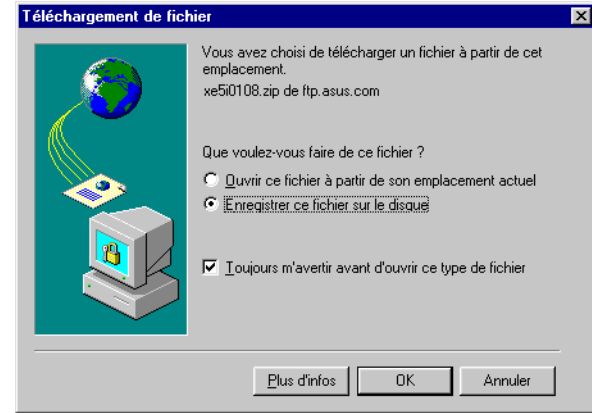 Téléchargement de fichier
Vous avez choisi de télécharger un fichier à partir de cet
emplacement.
xe5i0108.zip de ftp.asus.com
Que voulez-vous faire de ce fichier ?
Ouvrir ce fichier à partir de son emplacement actuel
Enregistrer ce fichier sur le disque
Toujours m'avertir avant d'ouvrir ce type de fichier
Plus d'infos
OK
Annuler